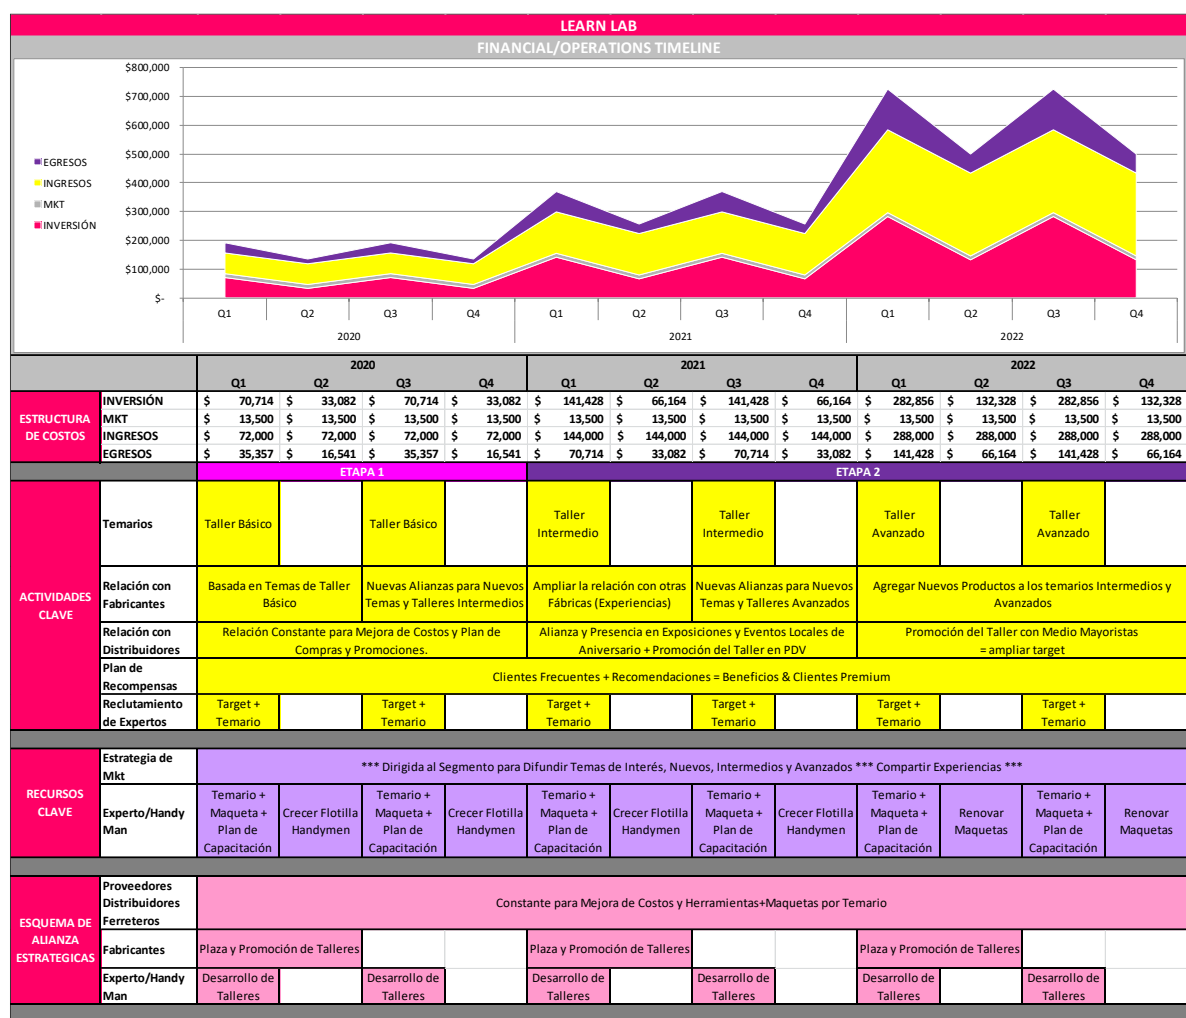 LEARN LAB
FINANCIAL/OPERATIONS TIMELINE
$800,000
$700,000
$600,000
$500,000
$400,000
$300,000
$200,000
$100,000
$-
EGRESOS
INGRESOS
MKT
INVERSIÓN
Q1 Q2 Q3 Q4 Q1 Q2 Q3 Q4 Q1 Q2 Q3 Q4
2020 2021 2022
2020 2021 2022
Q1 Q2 Q3 Q4 Q1 Q2 Q3 Q4 Q1 Q2 Q3 Q4
ESTRUCTURA
DE COSTOS
INVERSIÓN $ 70,714 $ 33,082 $ 70,714 $ 33,082 $ 141,428 $ 66,164 $ 141,428 $ 66,164 $ 282,856 $ 132,328 $ 282,856 $ 132,328
MKT $ 13,500 $ 13,500 $ 13,500 $ 13,500 $ 13,500 $ 13,500 $ 13,500 $ 13,500 $ 13,500 $ 13,500 $ 13,500 $ 13,500
INGRESOS $ 72,000 $ 72,000 $ 72,000 $ 72,000 $ 144,000 $ 144,000 $ 144,000 $ 144,000 $ 288,000 $ 288,000 $ 288,000 $ 288,000
EGRESOS $ 35,357 $ 16,541 $ 35,357 $ 16,541 $ 70,714 $ 33,082 $ 70,714 $ 33,082 $ 141,428 $ 66,164 $ 141,428 $ 66,164
ETAPA 1 ETAPA 2
ACTIVIDADES
CLAVE
Temarios
Taller Básico
Taller Básico
Taller
Intermedio
Taller
Intermedio
Taller
Avanzado
Taller
Avanzado
Relación con
Fabricantes
Basada en Temas de Taller
Básico
Nuevas Alianzas para Nuevos
Temas y Talleres Intermedios
Ampliar la relación con otras
Fábricas (Experiencias)
Nuevas Alianzas para Nuevos
Temas y Talleres Avanzados
Agregar Nuevos Productos a los temarios Intermedios y
Avanzados
Relación con
Distribuidores
Relación Constante para Mejora de Costos y Plan de
Compras y Promociones.
Alianza y Presencia en Exposiciones y Eventos Locales de
Aniversario + Promoción del Taller en PDV
Promoción del Taller con Medio Mayoristas
= ampliar target
Plan de
Recompensas
Clientes Frecuentes + Recomendaciones = Beneficios & Clientes Premium
Reclutamiento
de Expertos
Target +
Temario
Target +
Temario
Target +
Temario
Target +
Temario
Target +
Temario
Target +
Temario
RECURSOS
CLAVE
Estrategia de
Mkt
*** Dirigida al Segmento para Difundir Temas de Interés, Nuevos, Intermedios y Avanzados *** Compartir Experiencias ***
Experto/Handy
Man
Temario +
Maqueta +
Plan de
Capacitación
Crecer Flotilla
Handymen
Temario +
Maqueta +
Plan de
Capacitación
Crecer Flotilla
Handymen
Temario +
Maqueta +
Plan de
Capacitación
Crecer Flotilla
Handymen
Temario +
Maqueta +
Plan de
Capacitación
Crecer Flotilla
Handymen
Temario +
Maqueta +
Plan de
Capacitación
Renovar
Maquetas
Temario +
Maqueta +
Plan de
Capacitación
Renovar
Maquetas
ESQUEMA DE
ALIANZA
ESTRATEGICAS
Proveedores
Distribuidores
Ferreteros
Constante para Mejora de Costos y Herramientas+Maquetas por Temario
Fabricantes
Plaza y Promoción de Talleres
Plaza y Promoción de Talleres
Plaza y Promoción de Talleres
Experto/Handy
Man
Desarrollo de
Talleres
Desarrollo de
Talleres
Desarrollo de
Talleres
Desarrollo de
Talleres
Desarrollo de
Talleres
Desarrollo de
Talleres